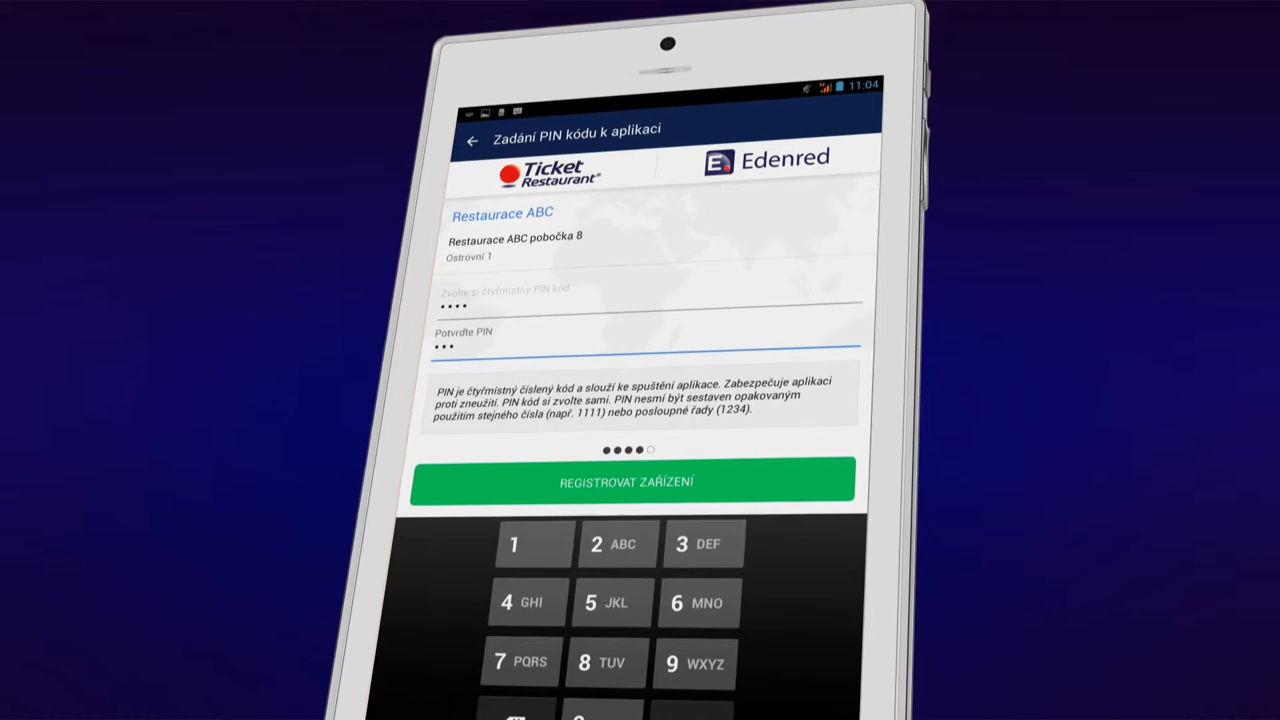 11:04
Zadání PIN kódu k aplikaci
Ticket
Restaurant®
E. Edenred
Restaurace ABC
Restaurace ABC pobočka 8
Ostrovní 1
Zvolte si čtyřmístný PIN kód
••••
Potvrďte PIN
•••
PIN je čtyřmístný číslený kód a slouží ke spuštění aplikace. Zabezpečuje aplikaci
proti zneužití. PIN kód si zvolte sami. PIN nesmí být sestaven opakovaným
použitím stejného čísla (např. 1111) nebo posloupné řady (1234).
REGISTROVAT ZAŘÍZENÍ
1 2 ABC 3 DEF
4 GHI 5 JKL 6 MNO
7 PQRS 8 TUV 9 WXYZ